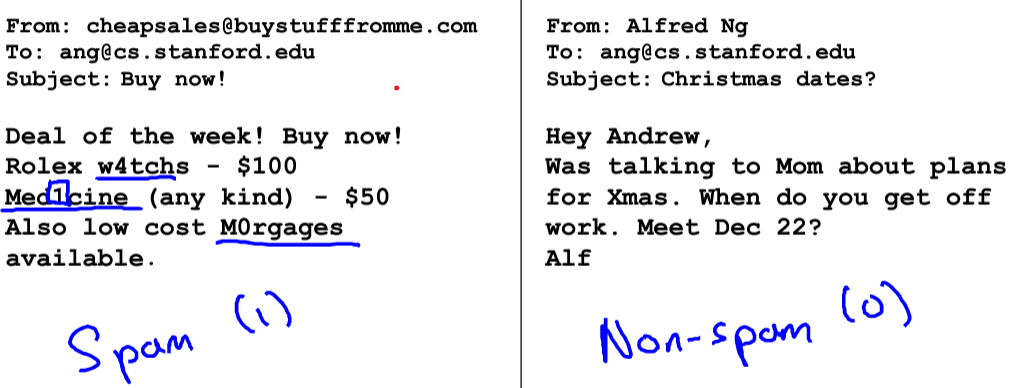 From: cheapsales@buystufffromme.com
To: ang@cs.stanford.edu
Subject: Buy now!
Deal of the week! Buy now!
Rolex w4tchs - $100
Med1cine (any kind) - $50
Also low cost M0rgages
available.
Spam (1)
From: Alfred Ng
To: ang@cs.stanford.edu
Subject: Christmas dates?
Hey Andrew,
Was talking to Mom about plans
for Xmas. When do you get off
work. Meet Dec 22?
Alf
Non-spam (0)